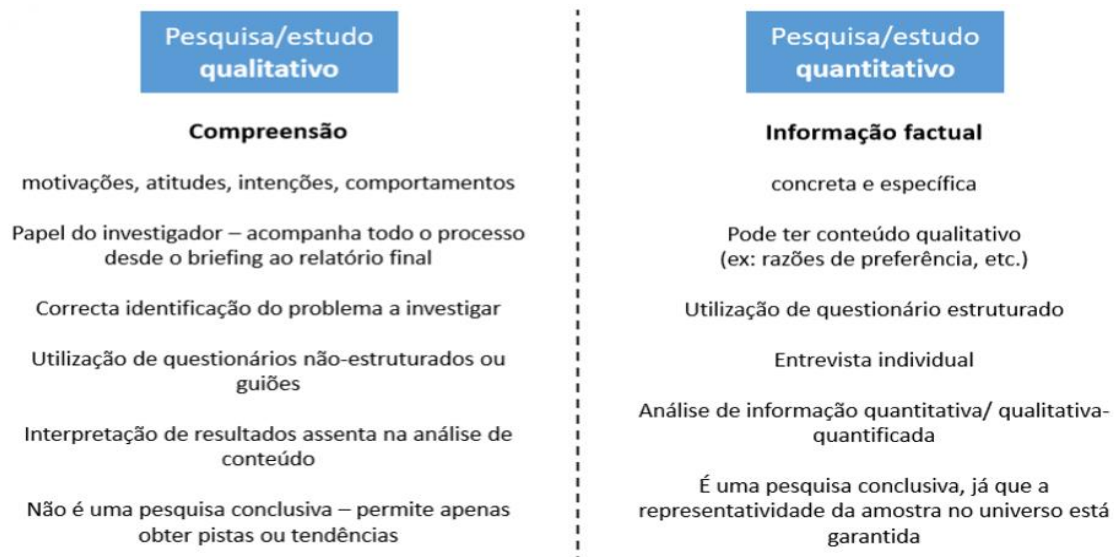 Pesquisa/estudo
qualitativo
Compreensão
motivações, atitudes, intenções, comportamentos
Papel do investigador – acompanha todo o processo
desde o briefing ao relatório final
Correcta identificação do problema a investigar
Utilização de questionários não-estruturados ou
guiões
Interpretação de resultados assenta na análise de
conteúdo
Não é uma pesquisa conclusiva – permite apenas
obter pistas ou tendências
Pesquisa/estudo
quantitativo
Informação factual
concreta e específica
Pode ter conteúdo qualitativo
(ex: razões de preferência, etc.)
Utilização de questionário estruturado
Entrevista individual
Análise de informação quantitativa/ qualitativa-
quantificada
É uma pesquisa conclusiva, já que a
representatividade da amostra no universo está
garantida